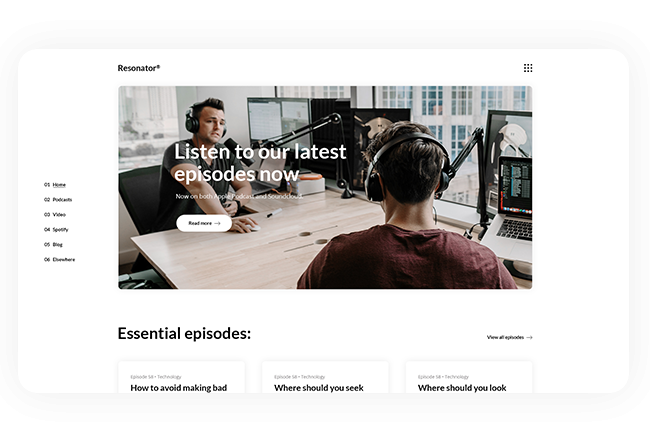 Resonator®
01 Home
02 Podcasts
03 Video
04 Spotify
05 Blog
06 Elsewhere
Listen to our latest
episodes now
Now on both Apple Podcast and Soundcloud.
Read more
Essential episodes:
View all episodes
Episode 58 • Technology
How to avoid making bad
Episode 58 • Technology
Where should you seek
Episode 58 • Technology
Where should you look